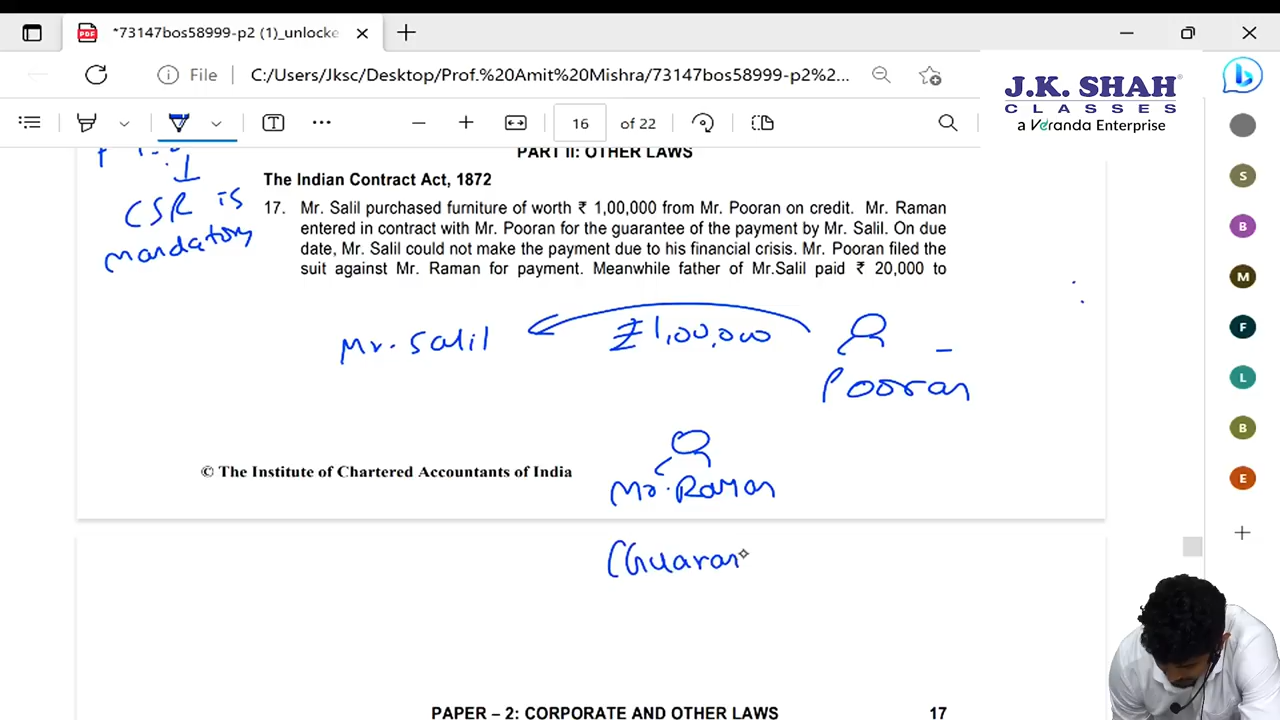 *73147bos58999-p2 (1)_unlocke
File
C:/Users/Jksc/Desktop/Prof.%20Amit%20Mishra/73147bos58999-p2%2...
J.K. SHAH
CLASSES
a Veranda Enterprise
16 of 22
PART II: OTHER LAWS
The Indian Contract Act, 1872
17. Mr. Salil purchased furniture of worth ₹ 1,00,000 from Mr. Pooran on credit. Mr. Raman
entered in contract with Mr. Pooran for the guarantee of the payment by Mr. Salil. On due
date, Mr. Salil could not make the payment due to his financial crisis. Mr. Pooran filed the
suit against Mr. Raman for payment. Meanwhile father of Mr.Salil paid ₹ 20,000 to
CSR is
mandatory
Mr. Salil
₹1,00,000
Pooran
© The Institute of Chartered Accountants of India
Mr. Raman
(Guaran
PAPER – 2: CORPORATE AND OTHER LAWS 17
S
B
M
F
L
B
E